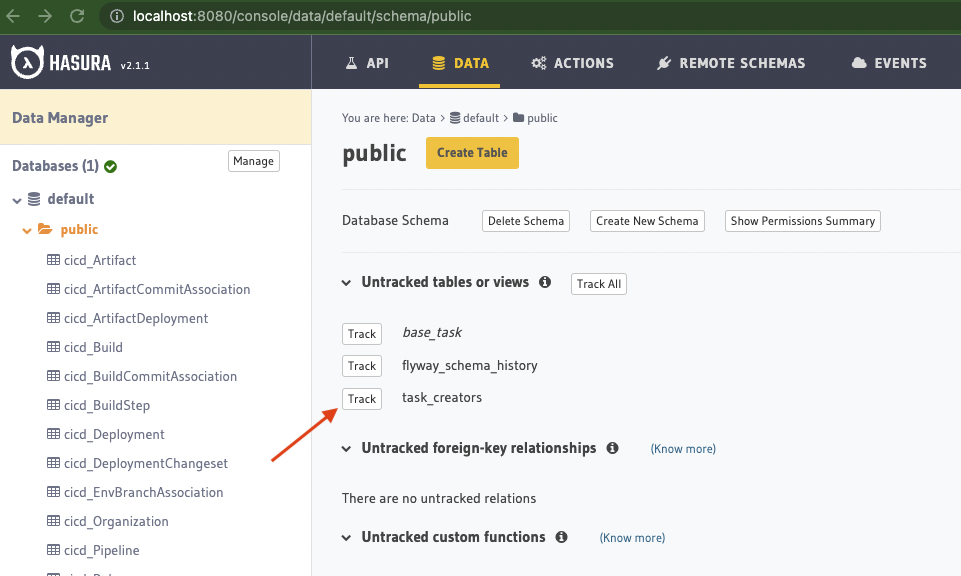 localhost:8080/console/data/default/schema/public
HASURA v2.1.1
API DATA ACTIONS REMOTE SCHEMAS EVENTS
Data Manager
Databases (1) Manage
default
public
cicd_Artifact
cicd_ArtifactCommitAssociation
cicd_ArtifactDeployment
cicd_Build
cicd_BuildCommitAssociation
cicd_BuildStep
cicd_Deployment
cicd_DeploymentChangeset
cicd_EnvBranchAssociation
cicd_Organization
cicd_Pipeline
You are here: Data > default > public
public Create Table
Database Schema Delete Schema Create New Schema Show Permissions Summary
Untracked tables or views Track All
Track base_task
Track flyway_schema_history
Track task_creators
Untracked foreign-key relationships (Know more)
There are no untracked relations
Untracked custom functions (Know more)